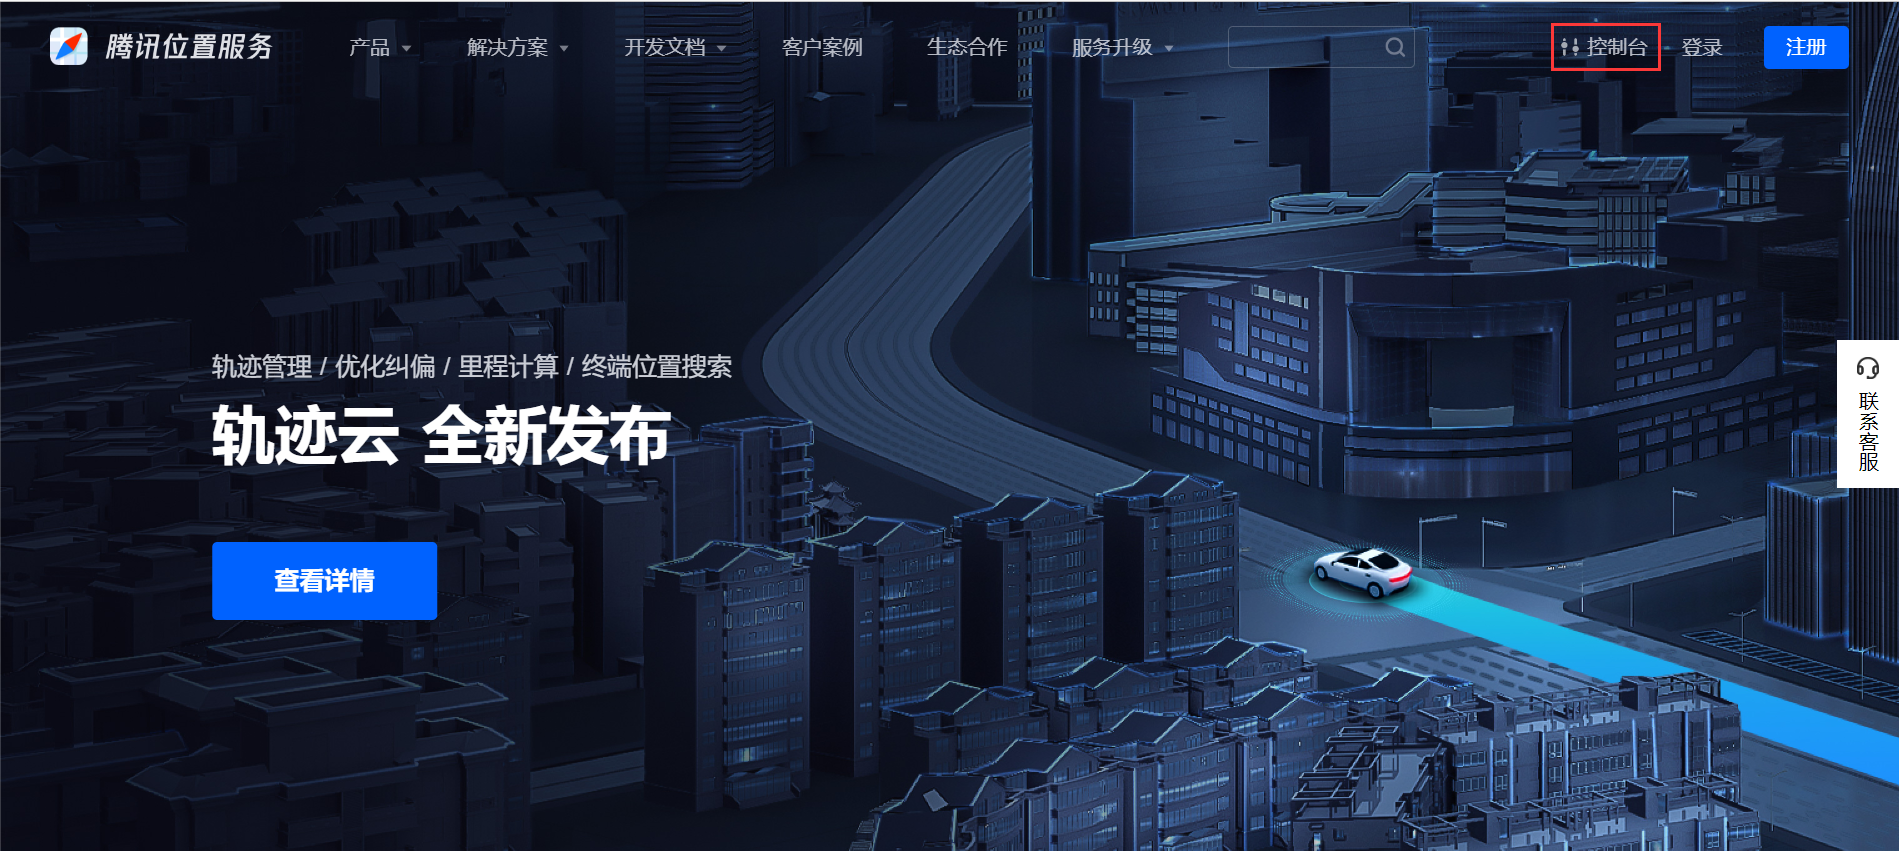 腾讯位置服务 产品 解决方案 开发文档 客户案例 生态合作 服务升级 控制台 登录 注册
轨迹管理 / 优化纠偏 / 里程计算 / 终端位置搜索
轨迹云 全新发布
查看详情
联系客服